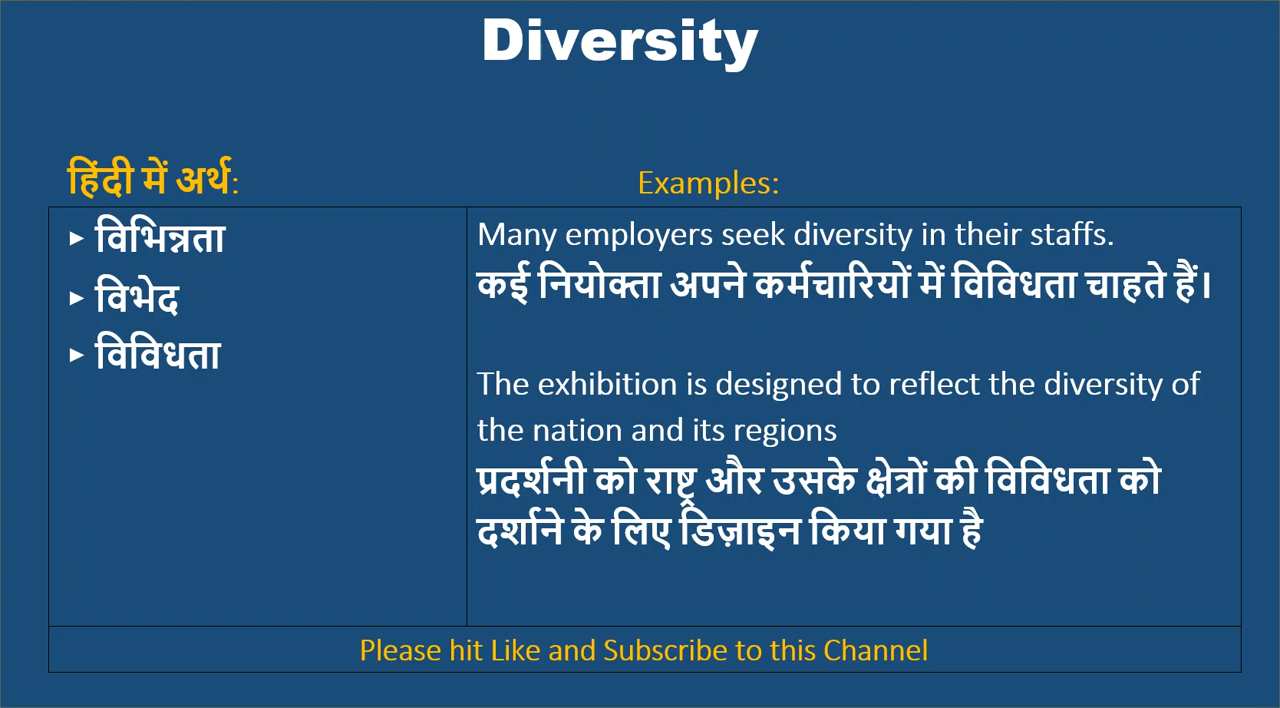 Diversity
हिंदी में अर्थ:
▸ विभिन्नता
▸ विभेद
▸ विविधता
Examples:
Many employers seek diversity in their staffs.
कई नियोक्ता अपने कर्मचारियों में विविधता चाहते हैं।
The exhibition is designed to reflect the diversity of
the nation and its regions
प्रदर्शनी को राष्ट्र और उसके क्षेत्रों की विविधता को
दर्शाने के लिए डिज़ाइन किया गया है
Please hit Like and Subscribe to this Channel